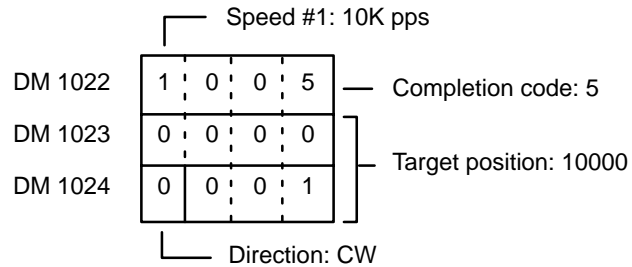 Speed #1: 10K pps
DM 1022 1 0 0 5 Completion code: 5
DM 1023 0 0 0 0
Target position: 10000
DM 1024 0 0 0 1
Direction: CW